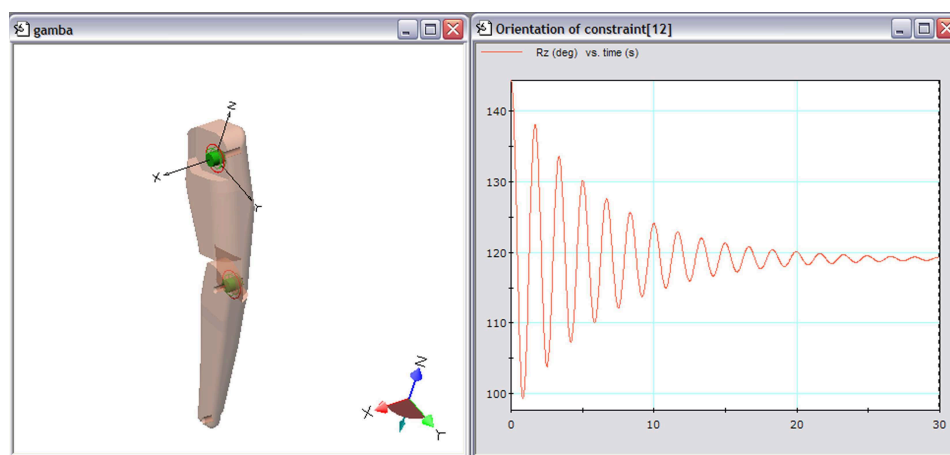 gamba
Z
X
Y
Z
X
Y
Orientation of constraint[12]
Rz (deg) vs. time (s)
140
130
120
110
100
0 10 20 30